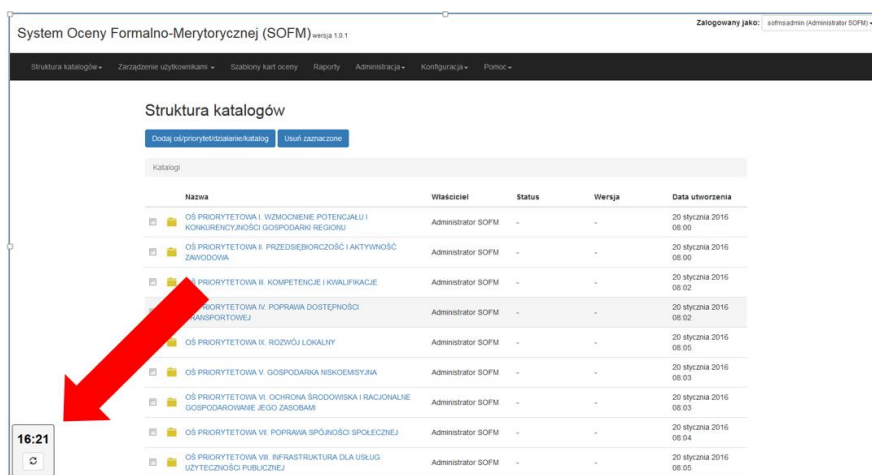 System Oceny Formalno-Merytorycznej (SOFM) wersja 1.0.1
Zalogowany jako: sofmsadmin (Administrator SOFM)
Struktura katalogów Zarządzenie użytkownikami Szablony kart oceny Raporty Administracja Konfiguracja Pomoc
Struktura katalogów
Dodaj oś/priorytet/działanie/katalog Usuń zaznaczone
Katalogi
Nazwa Właściciel Status Wersja Data utworzenia
OŚ PRIORYTETOWA I. WZMOCNIENIE POTENCJAŁU I
KONKURENCYJNOŚCI GOSPODARKI REGIONU
Administrator SOFM - - 20 stycznia 2016
08:00
OŚ PRIORYTETOWA II. PRZEDSIĘBIORCZOŚĆ I AKTYWNOŚĆ
ZAWODOWA
Administrator SOFM - - 20 stycznia 2016
08:00
OŚ PRIORYTETOWA III. KOMPETENCJE I KWALIFIKACJE
Administrator SOFM - - 20 stycznia 2016
08:02
PRIORYTETOWA IV. POPRAWA DOSTĘPNOŚCI
TRANSPORTOWEJ
Administrator SOFM - - 20 stycznia 2016
08:02
OŚ PRIORYTETOWA IX. ROZWÓJ LOKALNY
Administrator SOFM - - 20 stycznia 2016
08:05
OŚ PRIORYTETOWA V. GOSPODARKA NISKOEMISYJNA
Administrator SOFM - - 20 stycznia 2016
08:03
OŚ PRIORYTETOWA VI. OCHRONA ŚRODOWISKA I RACJONALNE
GOSPODAROWANIE JEGO ZASOBAMI
Administrator SOFM - - 20 stycznia 2016
08:03
OŚ PRIORYTETOWA VII. POPRAWA SPÓJNOŚCI SPOŁECZNEJ
Administrator SOFM - - 20 stycznia 2016
08:04
OŚ PRIORYTETOWA VIII. INFRASTRUKTURA DLA USŁUG
UŻYTECZNOŚCI PUBLICZNEJ
Administrator SOFM - - 20 stycznia 2016
08:05
16:21